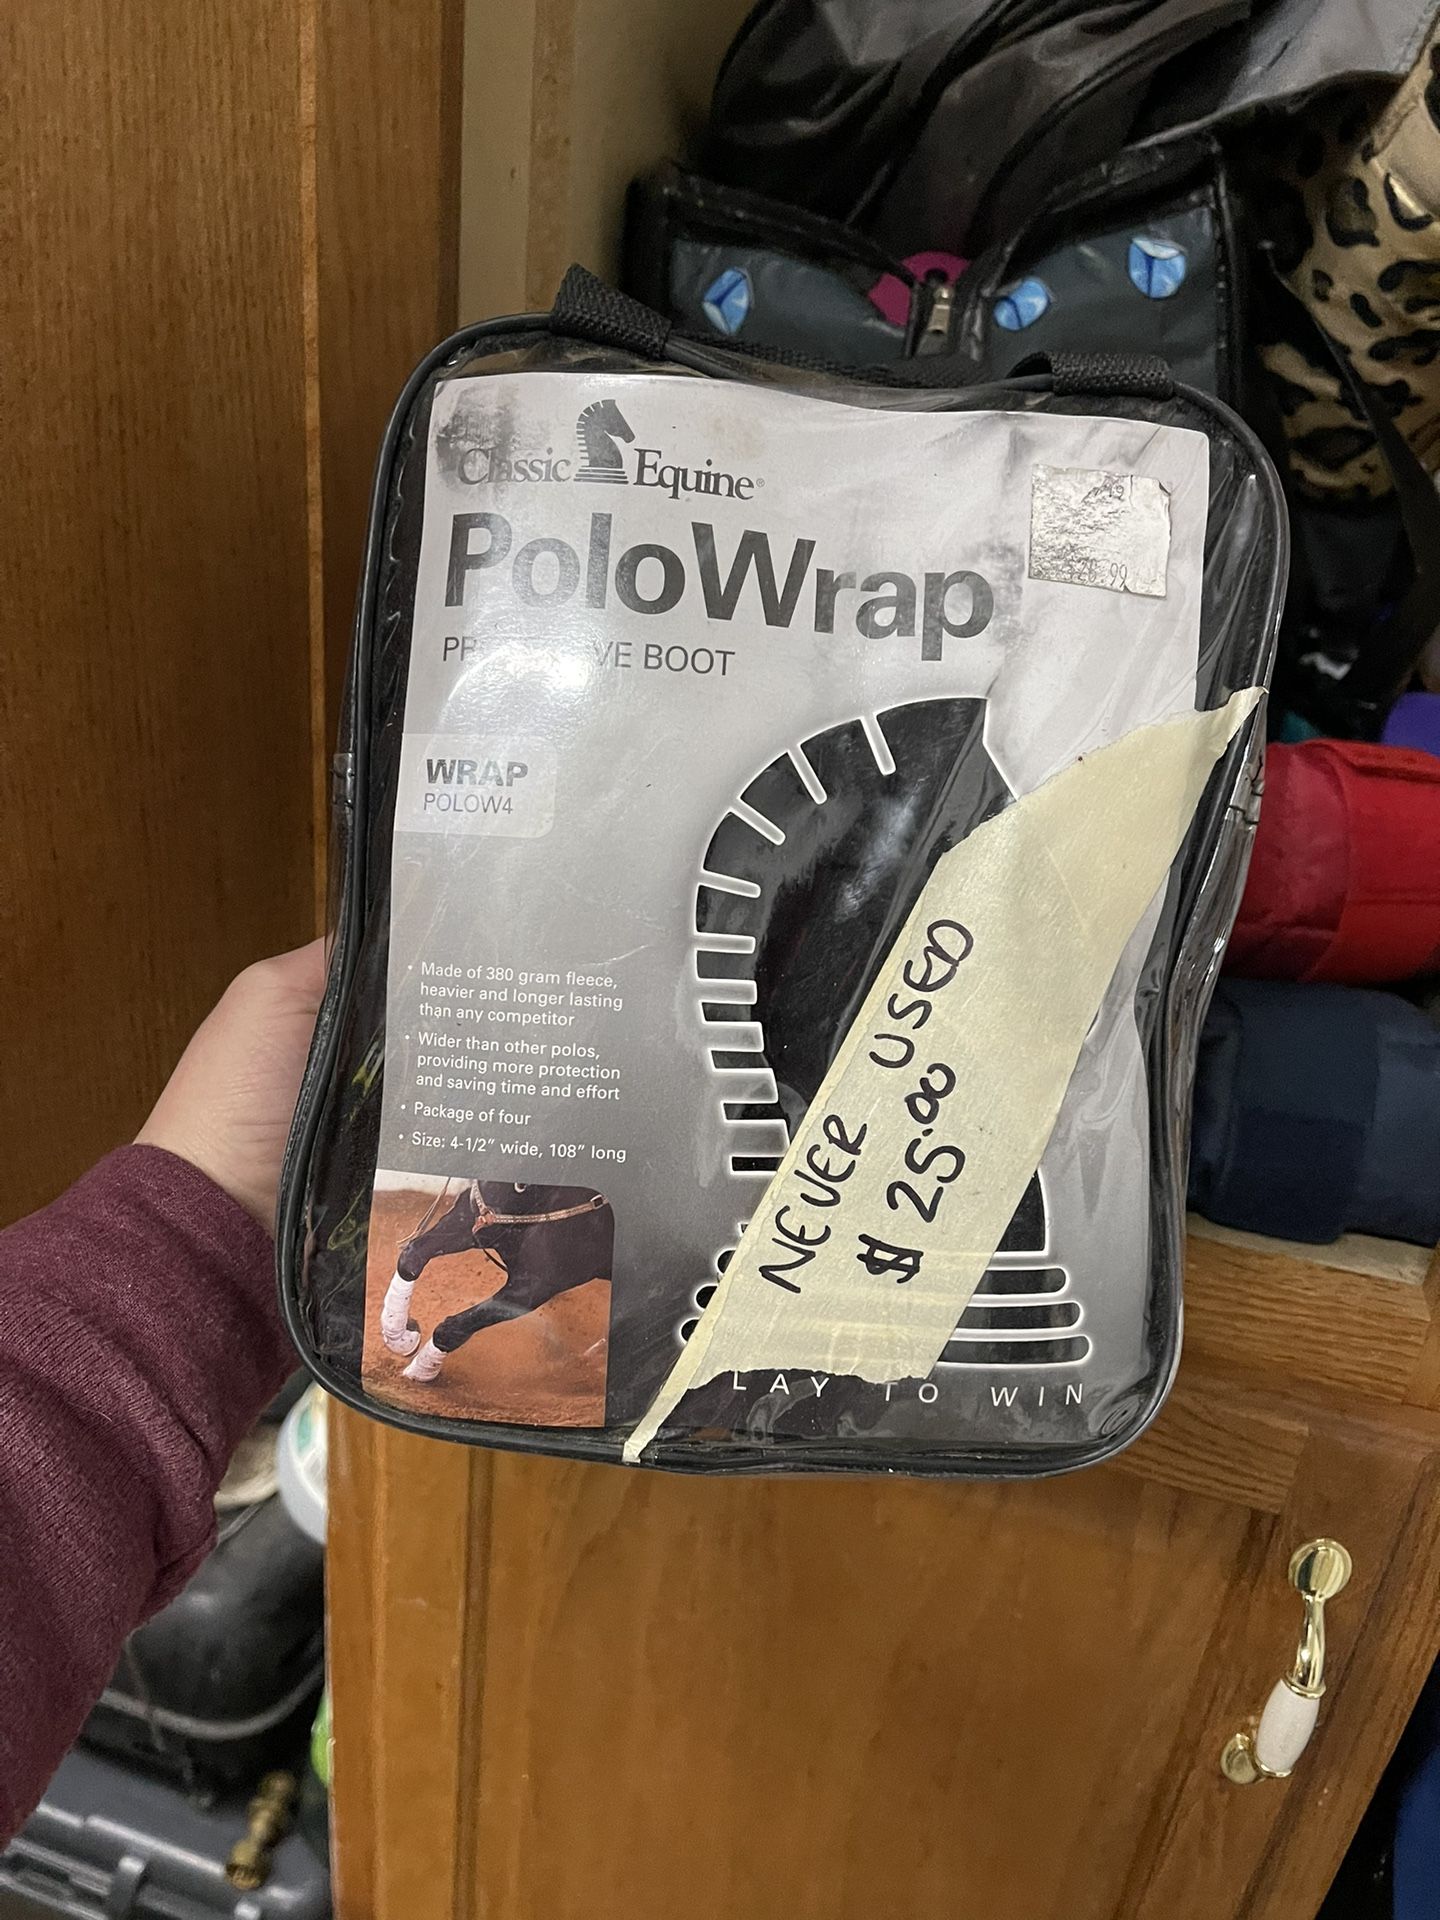 Classic Equine®
PoloWrap
BOOT
WRAP
POLOW4
• Made of 380 gram fleece,
heavier and longer lasting
than any competitor
• Wider than other polos,
providing more protection
and saving time and effort
• Package of four
• Size: 4-1/2" wide, 108" long
NEVER USED
$ 25.00
LAY TO WIN